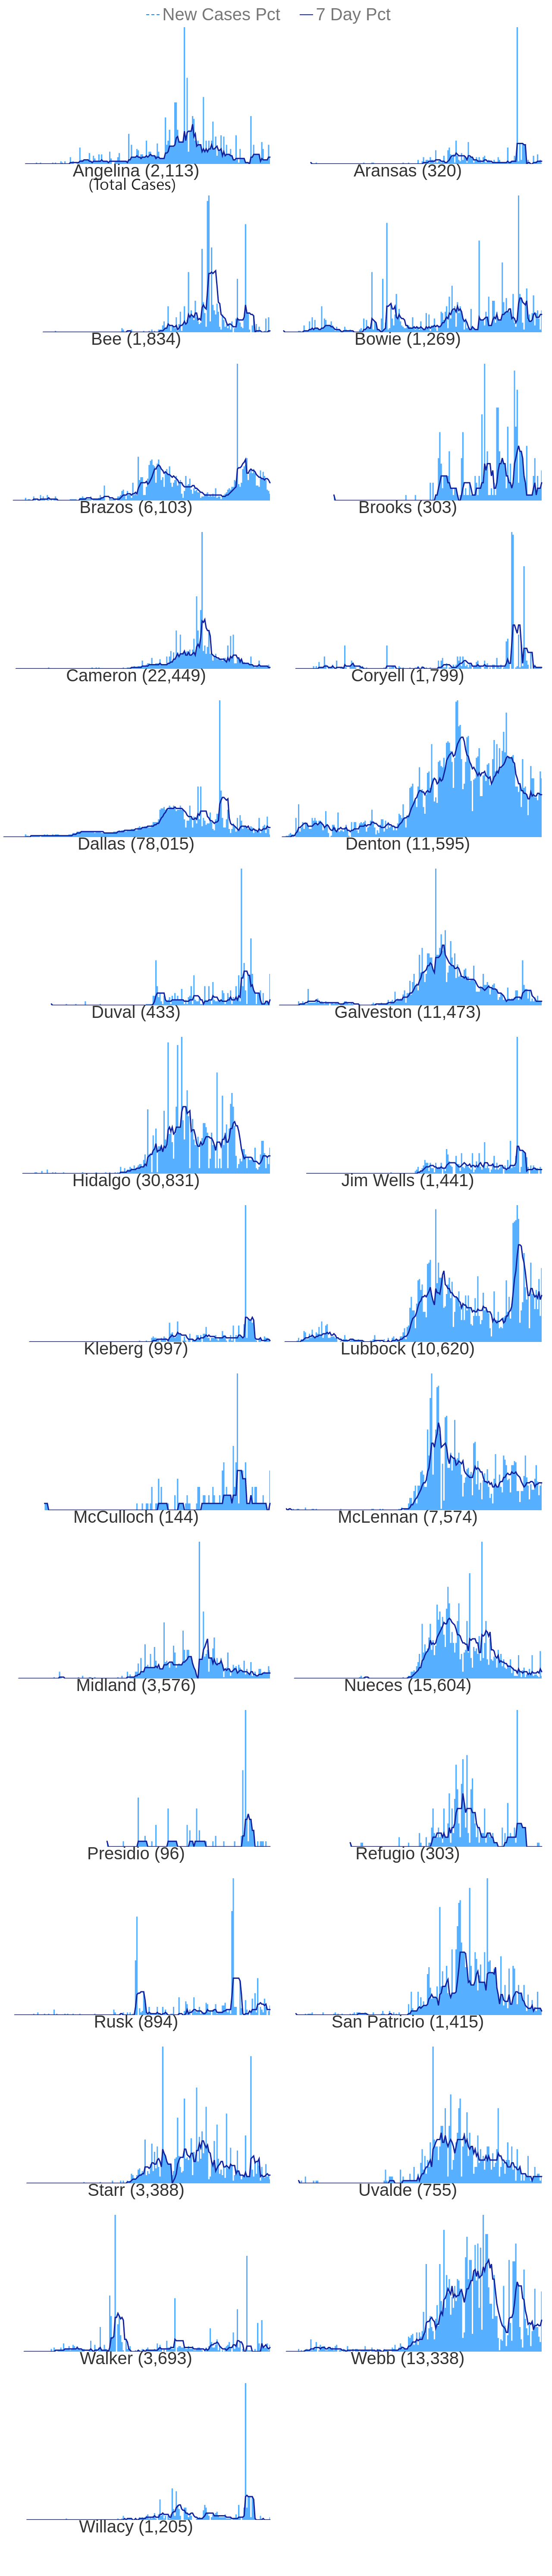 New Cases Pct 7 Day Pct
Angelina (2,113) Aransas (320)
(Total Cases)
Bee (1,834) Bowie (1,269)
Brazos (6,103) Brooks (303)
Cameron (22,449) Coryell (1,799)
Dallas (78,015) Denton (11,595)
Duval (433) Galveston (11,473)
Hidalgo (30,831) Jim Wells (1,441)
Kleberg (997) Lubbock (10,620)
McCulloch (144) McLennan (7,574)
Midland (3,576) Nueces (15,604)
Presidio (96) Refugio (303)
Rusk (894) San Patricio (1,415)
Starr (3,388) Uvalde (755)
Walker (3,693) Webb (13,338)
Willacy (1,205)